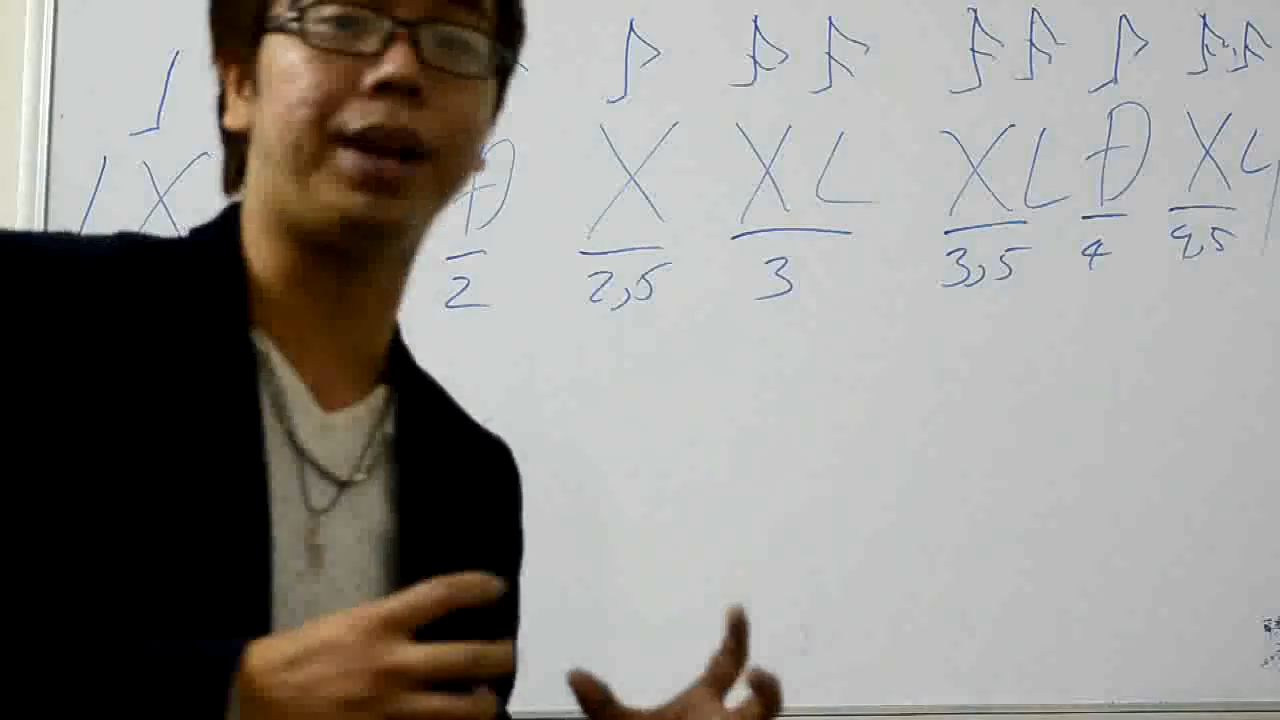 ♩ ♪ 𝅘𝅥𝅯 𝅘𝅥𝅯 𝅘𝅥𝅯 𝅘𝅥𝅯 ♪ 𝅘𝅥𝅯 𝅘𝅥𝅯
X Đ X X L X L Đ X L
2 2,5 3 3,5 4 4,5